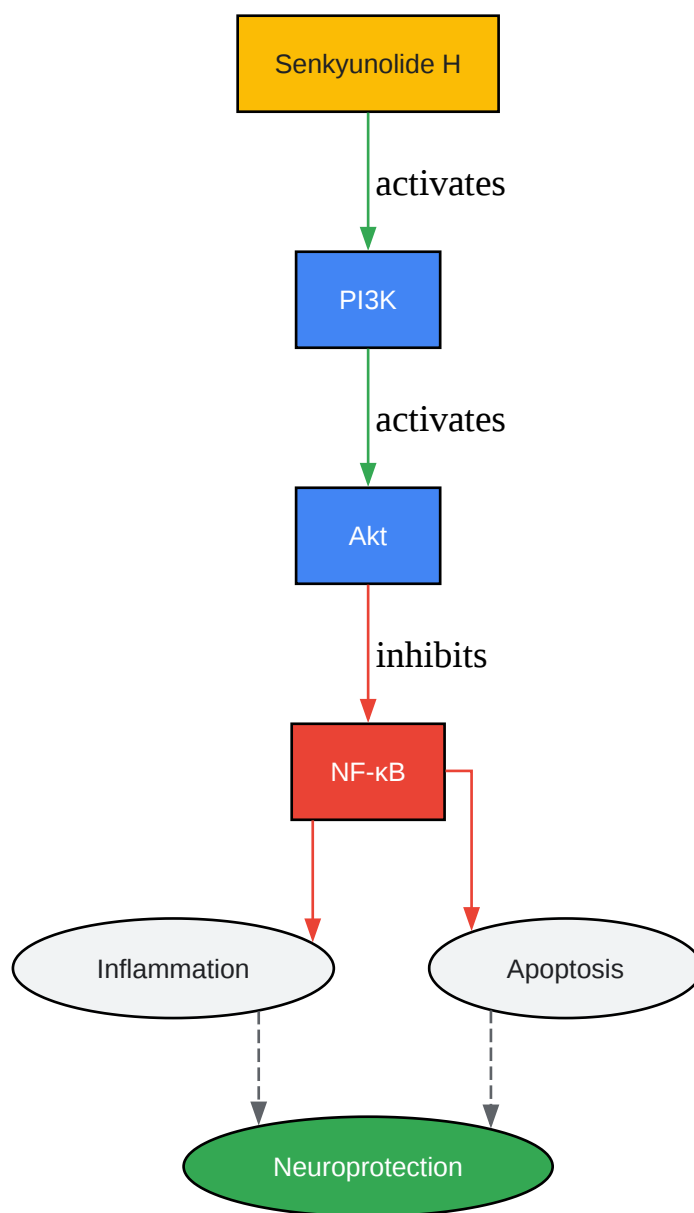 Senkyunolide H
activates
PI3K
activates
Akt
inhibits
NF-κB
Inflammation
Apoptosis
Neuroprotection